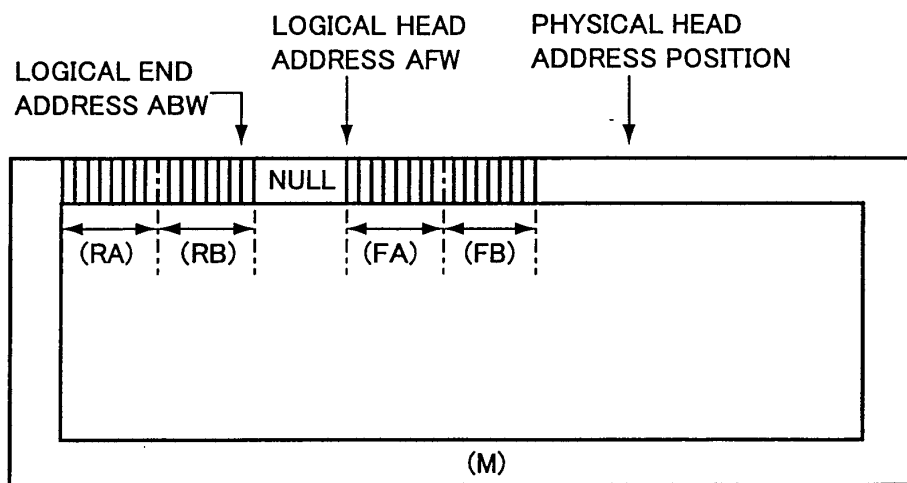 LOGICAL END
ADDRESS ABW
LOGICAL HEAD
ADDRESS AFW
PHYSICAL HEAD
ADDRESS POSITION
NULL
(RA)
(RB)
(FA)
(FB)
(M)